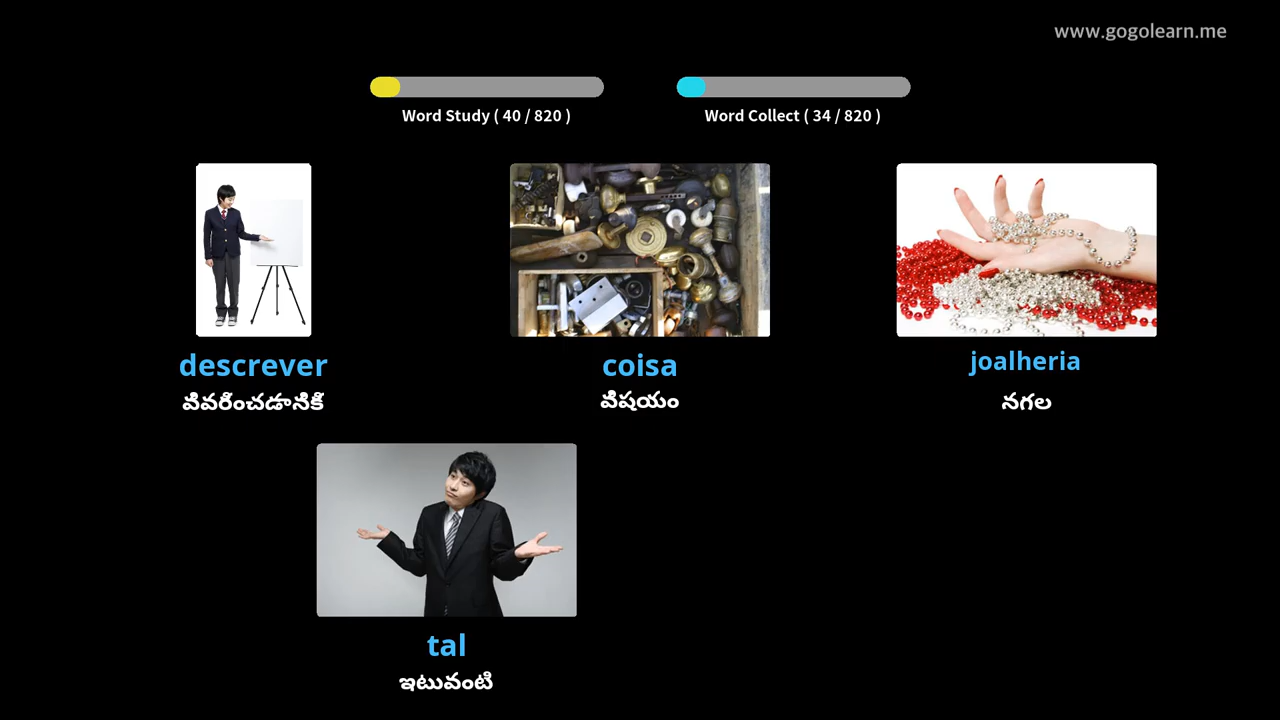 www.gogolearn.me
Word Study ( 40 / 820 )
Word Collect ( 34 / 820 )
descrever
వివరించడానికి
coisa
విషయం
joalheria
నగల
tal
ఇటువంటి